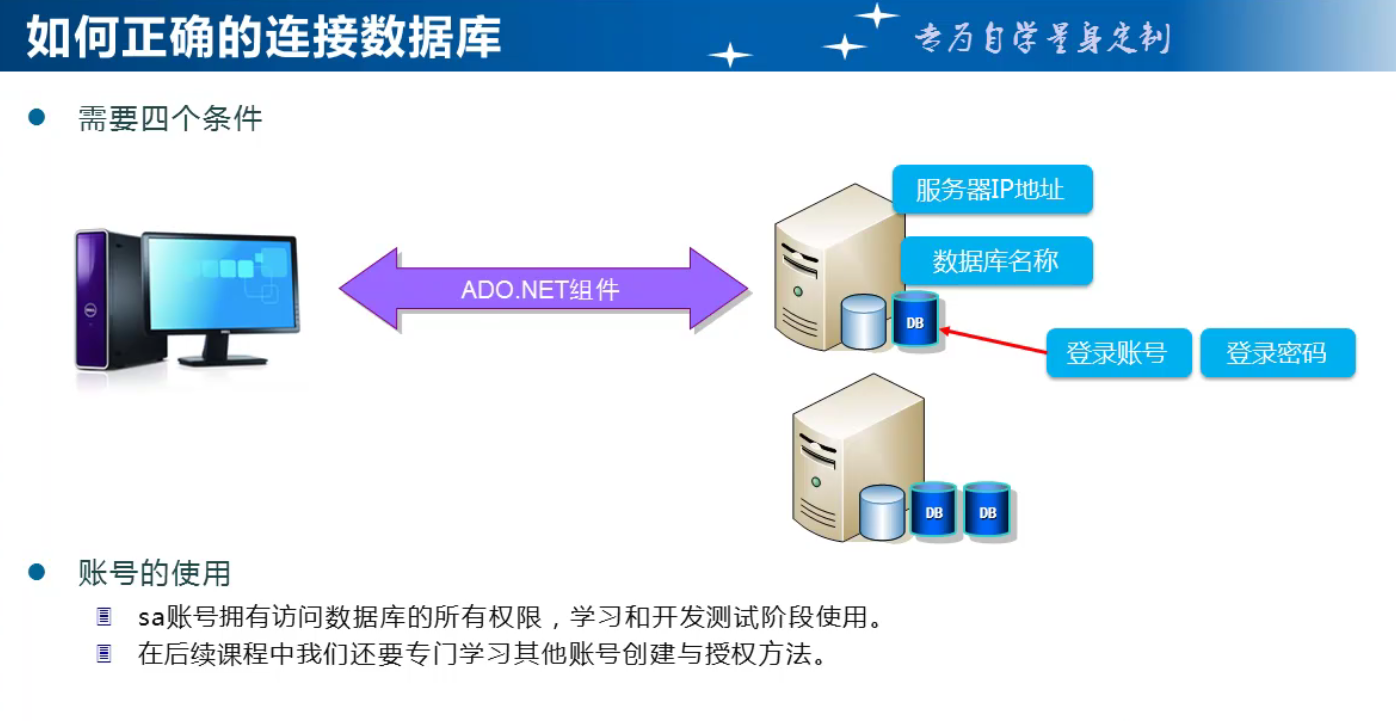 如何正确的连接数据库
专为自学量身定制
需要四个条件
服务器IP地址
数据库名称
ADO.NET组件
DB
登录账号
登录密码
DB
DB
账号的使用
sa账号拥有访问数据库的所有权限，学习和开发测试阶段使用。
在后续课程中我们还要专门学习其他账号创建与授权方法。